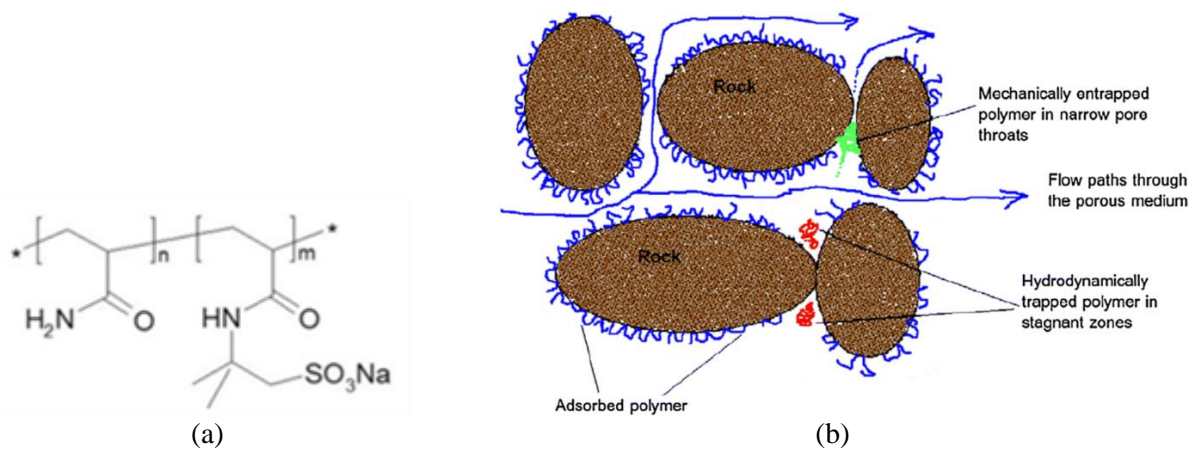 *
n
m
*
H₂N
O
HN
O
SO₃Na
(a)
Rock
Mechanically entrapped
polymer in narrow pore
throats
Flow paths through
the porous medium
Rock
Hydrodynamically
trapped polymer in
stagnant zones
Adsorbed polymer
(b)